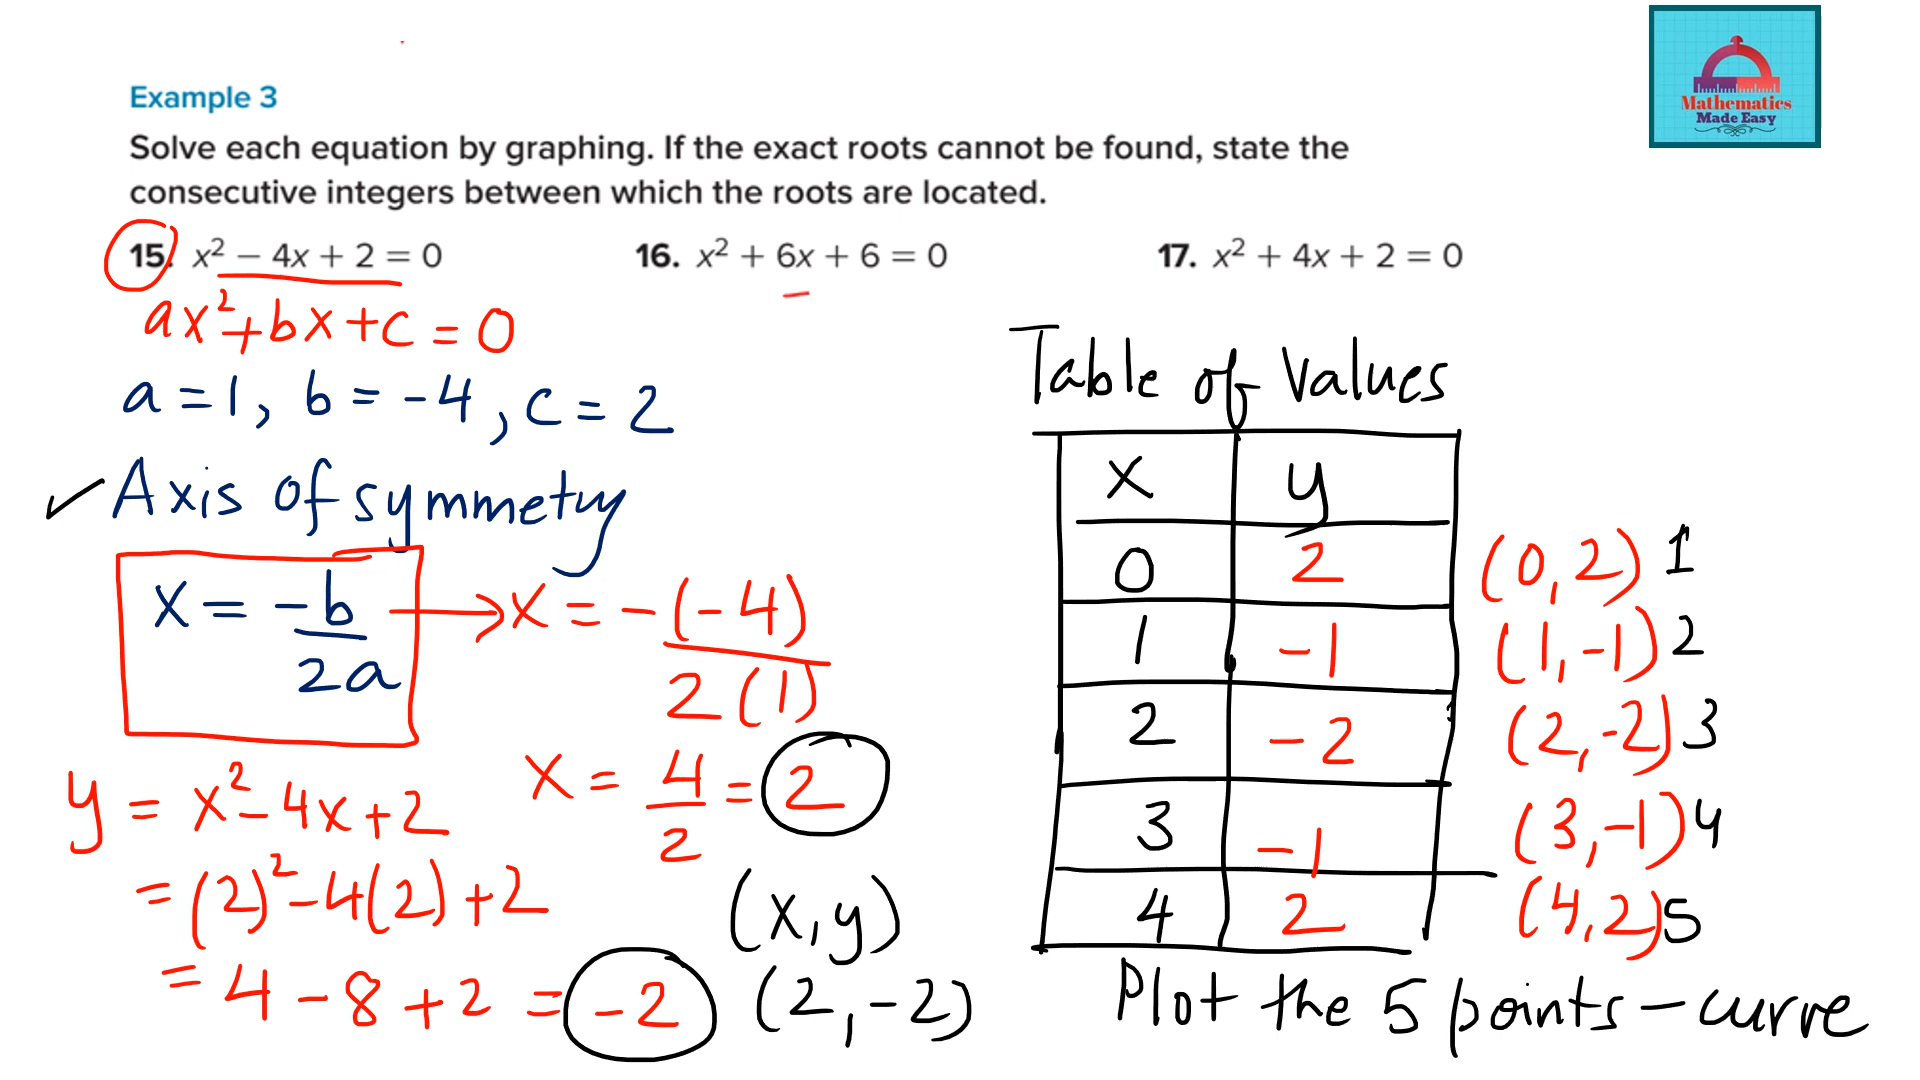 Mathematics
Made Easy
Example 3
Solve each equation by graphing. If the exact roots cannot be found, state the
consecutive integers between which the roots are located.
15. x² − 4x + 2 = 0 16. x² + 6x + 6 = 0 17. x² + 4x + 2 = 0
ax² + bx + c = 0
a = 1, b = -4, c = 2
✓ Axis of symmetry
x = -b/2a → x = -(-4)/2(1)
x = 4/2 = 2
y = x² - 4x + 2
= (2)² - 4(2) + 2
= 4 - 8 + 2 = -2
(x, y)
(2, -2)
Table of Values
x y
0 2 (0, 2) 1
1 -1 (1, -1) 2
2 -2 (2, -2) 3
3 -1 (3, -1) 4
4 2 (4, 2) 5
Plot the 5 points - curve